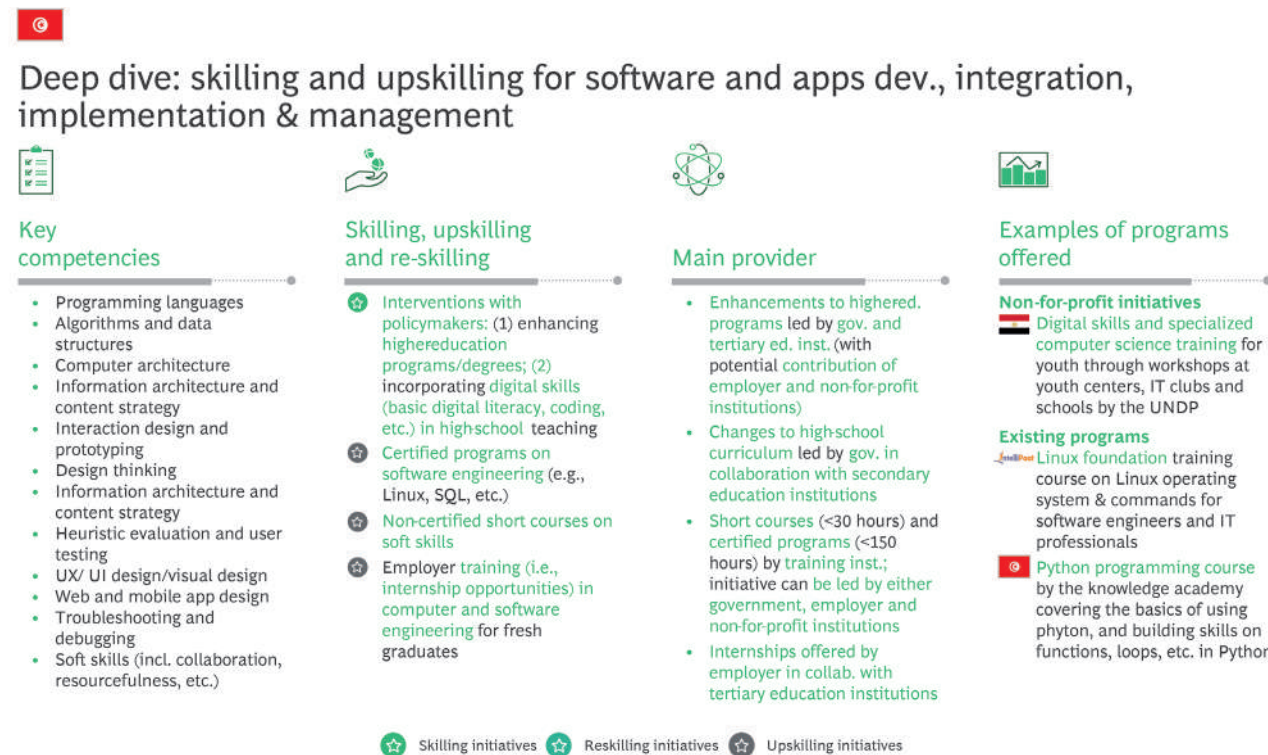 Deep dive: skilling and upskilling for software and apps dev., integration,
implementation & management
Key
competencies
• Programming languages
• Algorithms and data
structures
• Computer architecture
• Information architecture and
content strategy
• Interaction design and
prototyping
• Design thinking
• Information architecture and
content strategy
• Heuristic evaluation and user
testing
• UX/ UI design/visual design
• Web and mobile app design
• Troubleshooting and
debugging
• Soft skills (incl. collaboration,
resourcefulness, etc.)
Skilling, upskilling
and re-skilling
Interventions with
policymakers: (1) enhancing
highereducation
programs/degrees; (2)
incorporating digital skills
(basic digital literacy, coding,
etc.) in high-school teaching
Certified programs on
software engineering (e.g.,
Linux, SQL, etc.)
Non-certified short courses on
soft skills
Employer training (i.e.,
internship opportunities) in
computer and software
engineering for fresh
graduates
Main provider
• Enhancements to highered.
programs led by gov. and
tertiary ed. inst. (with
potential contribution of
employer and non-for-profit
institutions)
• Changes to high-school
curriculum led by gov. in
collaboration with secondary
education institutions
• Short courses (<30 hours) and
certified programs (<150
hours) by training inst.;
initiative can be led by either
government, employer and
non-for-profit institutions
• Internships offered by
employer in collab. with
tertiary education institutions
Examples of programs
offered
Non-for-profit initiatives
Digital skills and specialized
computer science training for
youth through workshops at
youth centers, IT clubs and
schools by the UNDP
Existing programs
IntelliPaat Linux foundation training
course on Linux operating
system & commands for
software engineers and IT
professionals
Python programming course
by the knowledge academy
covering the basics of using
phyton, and building skills on
functions, loops, etc. in Python
Skilling initiatives Reskilling initiatives Upskilling initiatives